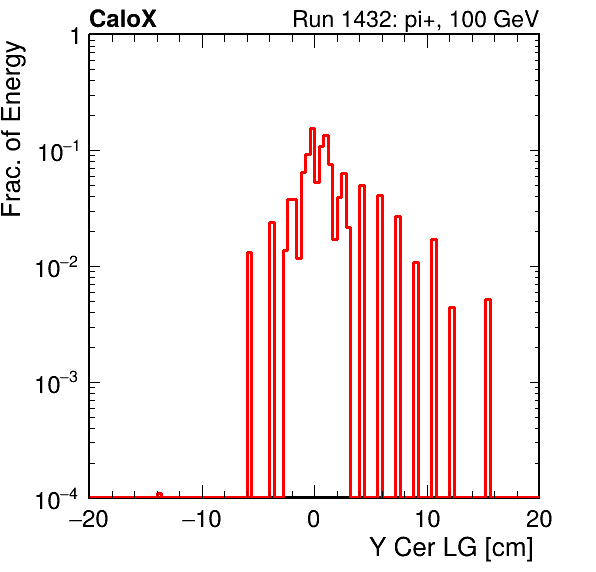 CaloX Run 1432: pi+, 100 GeV
Frac. of Energy
1
10⁻¹
10⁻²
10⁻³
10⁻⁴
−20 −10 0 10 20
Y Cer LG [cm]